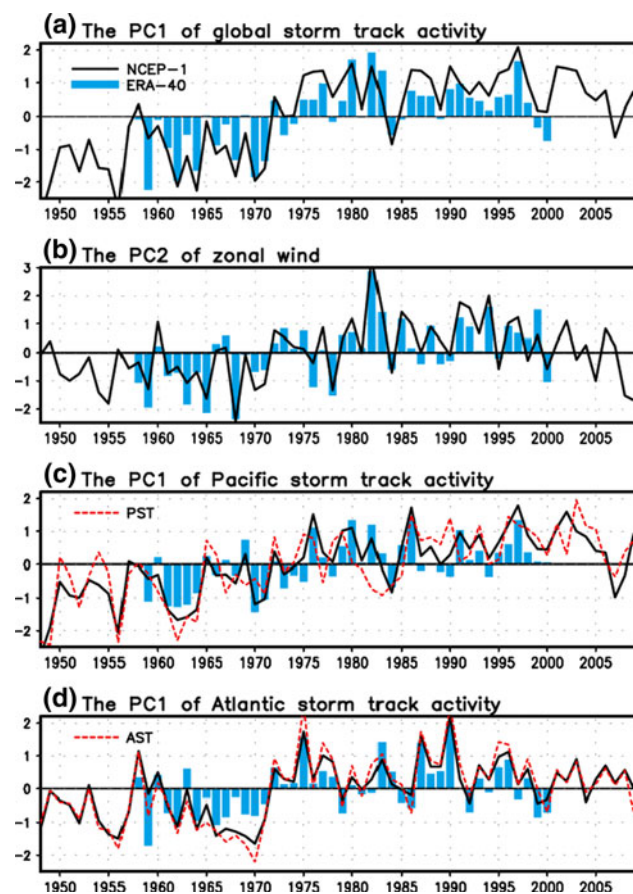 (a) The PC1 of global storm track activity
2
NCEP-1
1
ERA-40
0
-1
-2
1950 1955 1960 1965 1970 1975 1980 1985 1990 1995 2000 2005
(b) The PC2 of zonal wind
3
2
1
0
-1
-2
1950 1955 1960 1965 1970 1975 1980 1985 1990 1995 2000 2005
(c) The PC1 of Pacific storm track activity
2
PST
1
0
-1
-2
1950 1955 1960 1965 1970 1975 1980 1985 1990 1995 2000 2005
(d) The PC1 of Atlantic storm track activity
2
AST
1
0
-1
-2
1950 1955 1960 1965 1970 1975 1980 1985 1990 1995 2000 2005